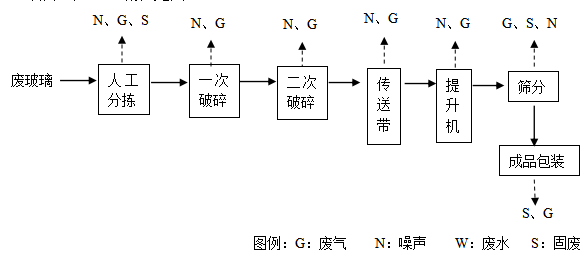 N、G、S
N、G
N、G
N、G
N、G
G、S、N
废玻璃
人工
分拣
一次
破碎
二次
破碎
传
送
带
提
升
机
筛分
成品包装
S、G
图例：G：废气 N：噪声 W：废水 S：固废